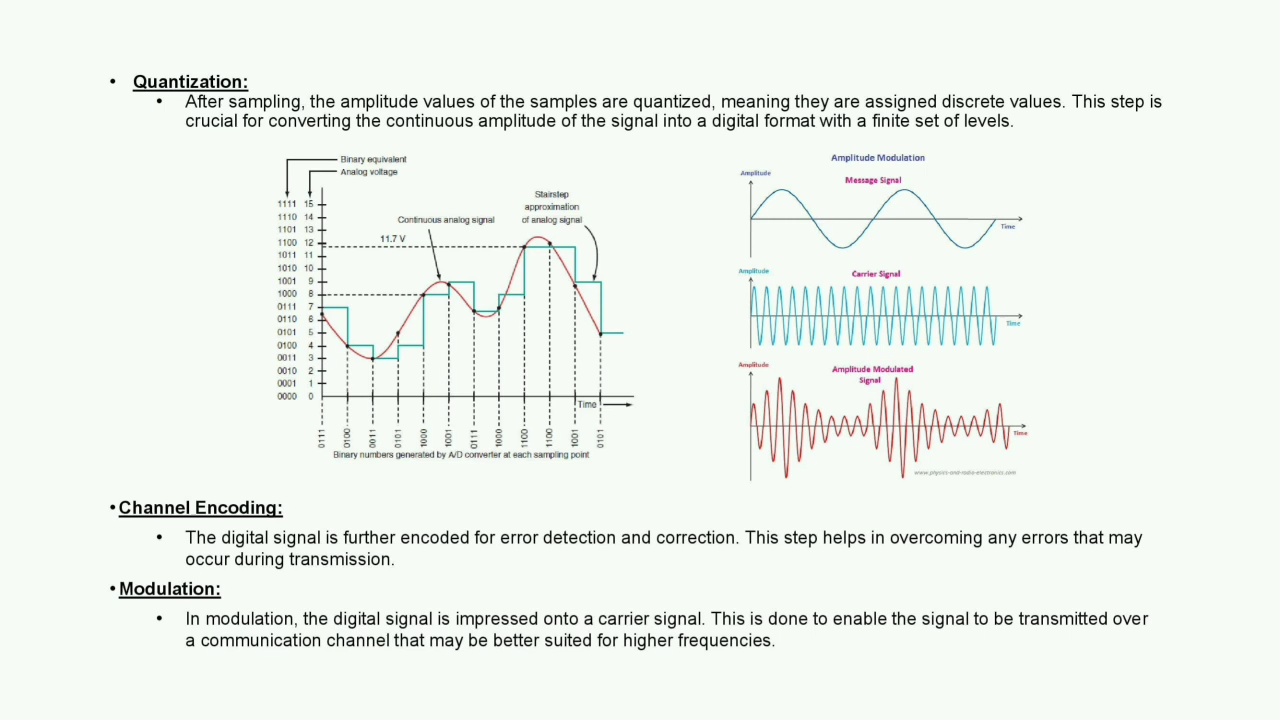 • Quantization:
• After sampling, the amplitude values of the samples are quantized, meaning they are assigned discrete values. This step is
crucial for converting the continuous amplitude of the signal into a digital format with a finite set of levels.
Binary equivalent
Analog voltage
Stairstep
approximation
of analog signal
Continuous analog signal
11.7 V
1111 15
1110 14
1101 13
1100 12
1011 11
1010 10
1001 9
1000 8
0111 7
0110 6
0101 5
0100 4
0011 3
0010 2
0001 1
0000 0
Time
0111 0100 0011 0101 1000 1001 0111 1000 1100 1100 1001 0101
Binary numbers generated by A/D converter at each sampling point
Amplitude Modulation
Amplitude
Message Signal
Time
Amplitude
Carrier Signal
Time
Amplitude
Amplitude Modulated
Signal
Time
www.physics-and-radio-electronics.com
• Channel Encoding:
• The digital signal is further encoded for error detection and correction. This step helps in overcoming any errors that may
occur during transmission.
• Modulation:
• In modulation, the digital signal is impressed onto a carrier signal. This is done to enable the signal to be transmitted over
a communication channel that may be better suited for higher frequencies.